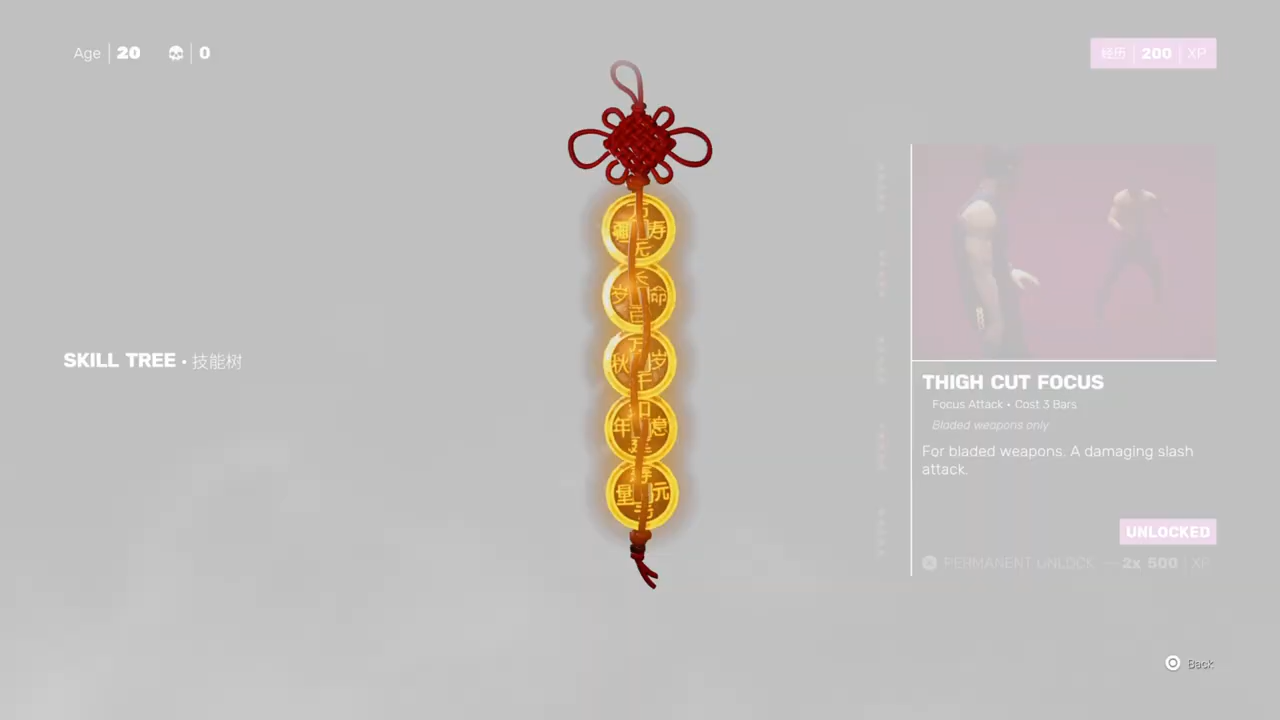 Age 20 0
经历 200 XP
SKILL TREE • 技能树
THIGH CUT FOCUS
Focus Attack • Cost 3 Bars
Bladed weapons only
For bladed weapons. A damaging slash
attack.
UNLOCKED
PERMANENT UNLOCK — 2x 500 XP
Back